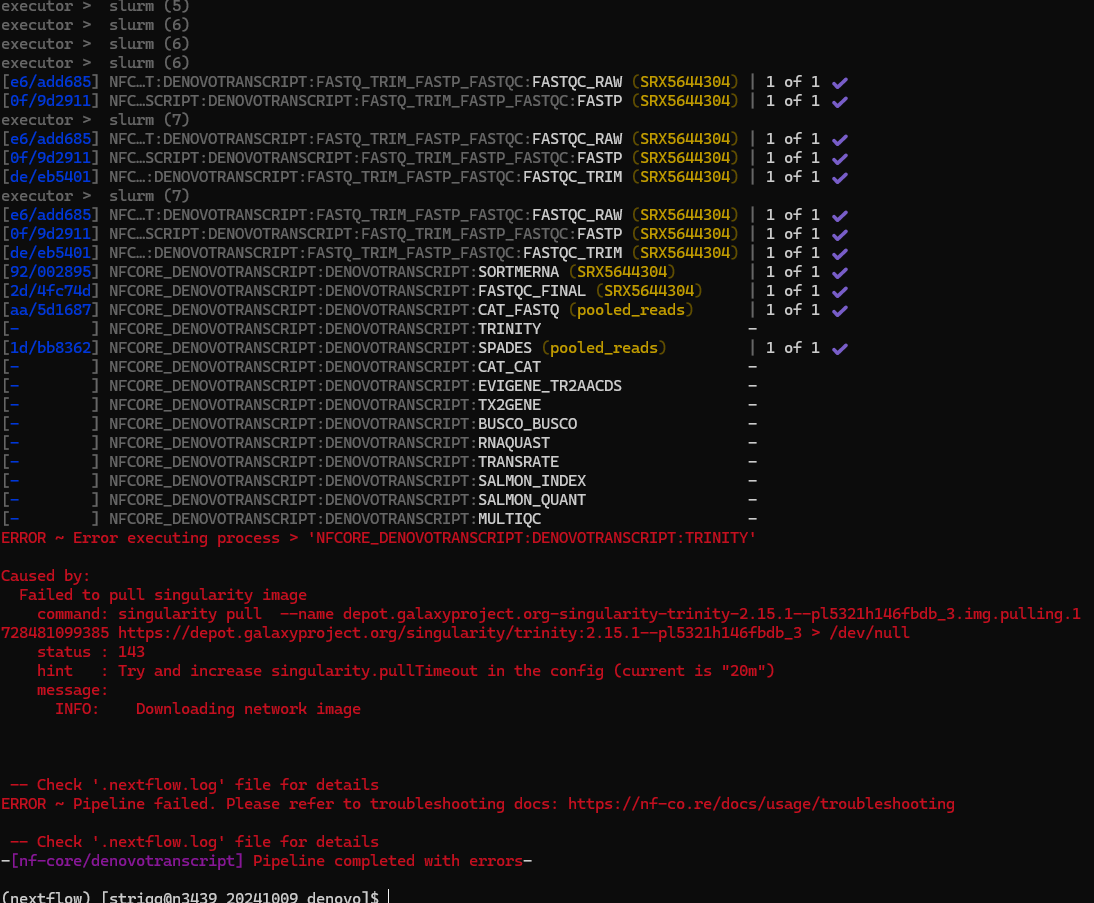 executor >  slurm (5)
executor >  slurm (6)
executor >  slurm (6)
executor >  slurm (6)
[e6/add685] NFC…T:DENOVOTRANSCRIPT:FASTQ_TRIM_FASTP_FASTQC:FASTQC_RAW (SRX5644304) | 1 of 1 ✔
[0f/9d2911] NFC…SCRIPT:DENOVOTRANSCRIPT:FASTQ_TRIM_FASTP_FASTQC:FASTP (SRX5644304) | 1 of 1 ✔
executor >  slurm (7)
[e6/add685] NFC…T:DENOVOTRANSCRIPT:FASTQ_TRIM_FASTP_FASTQC:FASTQC_RAW (SRX5644304) | 1 of 1 ✔
[0f/9d2911] NFC…SCRIPT:DENOVOTRANSCRIPT:FASTQ_TRIM_FASTP_FASTQC:FASTP (SRX5644304) | 1 of 1 ✔
[de/eb5401] NFC…:DENOVOTRANSCRIPT:FASTQ_TRIM_FASTP_FASTQC:FASTQC_TRIM (SRX5644304) | 1 of 1 ✔
executor >  slurm (7)
[e6/add685] NFC…T:DENOVOTRANSCRIPT:FASTQ_TRIM_FASTP_FASTQC:FASTQC_RAW (SRX5644304) | 1 of 1 ✔
[0f/9d2911] NFC…SCRIPT:DENOVOTRANSCRIPT:FASTQ_TRIM_FASTP_FASTQC:FASTP (SRX5644304) | 1 of 1 ✔
[de/eb5401] NFC…:DENOVOTRANSCRIPT:FASTQ_TRIM_FASTP_FASTQC:FASTQC_TRIM (SRX5644304) | 1 of 1 ✔
[92/002895] NFCORE_DENOVOTRANSCRIPT:DENOVOTRANSCRIPT:SORTMERNA (SRX5644304)        | 1 of 1 ✔
[2d/4fc74d] NFCORE_DENOVOTRANSCRIPT:DENOVOTRANSCRIPT:FASTQC_FINAL (SRX5644304)     | 1 of 1 ✔
[aa/5d1687] NFCORE_DENOVOTRANSCRIPT:DENOVOTRANSCRIPT:CAT_FASTQ (pooled_reads)      | 1 of 1 ✔
[-        ] NFCORE_DENOVOTRANSCRIPT:DENOVOTRANSCRIPT:TRINITY                       -
[1d/bb8362] NFCORE_DENOVOTRANSCRIPT:DENOVOTRANSCRIPT:SPADES (pooled_reads)         | 1 of 1 ✔
[-        ] NFCORE_DENOVOTRANSCRIPT:DENOVOTRANSCRIPT:CAT_CAT                       -
[-        ] NFCORE_DENOVOTRANSCRIPT:DENOVOTRANSCRIPT:EVIGENE_TR2AACDS              -
[-        ] NFCORE_DENOVOTRANSCRIPT:DENOVOTRANSCRIPT:TX2GENE                       -
[-        ] NFCORE_DENOVOTRANSCRIPT:DENOVOTRANSCRIPT:BUSCO_BUSCO                   -
[-        ] NFCORE_DENOVOTRANSCRIPT:DENOVOTRANSCRIPT:RNAQUAST                      -
[-        ] NFCORE_DENOVOTRANSCRIPT:DENOVOTRANSCRIPT:TRANSRATE                     -
[-        ] NFCORE_DENOVOTRANSCRIPT:DENOVOTRANSCRIPT:SALMON_INDEX                  -
[-        ] NFCORE_DENOVOTRANSCRIPT:DENOVOTRANSCRIPT:SALMON_QUANT                  -
[-        ] NFCORE_DENOVOTRANSCRIPT:DENOVOTRANSCRIPT:MULTIQC                       -
ERROR ~ Error executing process > 'NFCORE_DENOVOTRANSCRIPT:DENOVOTRANSCRIPT:TRINITY'
Caused by:
  Failed to pull singularity image
    command: singularity pull  --name depot.galaxyproject.org-singularity-trinity-2.15.1--pl5321h146fbdb_3.img.pulling.1
728481099385 https://depot.galaxyproject.org/singularity/trinity:2.15.1--pl5321h146fbdb_3 > /dev/null
    status : 143
    hint   : Try and increase singularity.pullTimeout in the config (current is "20m")
    message:
      INFO:    Downloading network image
 -- Check '.nextflow.log' file for details
ERROR ~ Pipeline failed. Please refer to troubleshooting docs: https://nf-co.re/docs/usage/troubleshooting
 -- Check '.nextflow.log' file for details
-[nf-core/denovotranscript] Pipeline completed with errors-
(nextflow) [strigg@n3439 20241009_denovo]$